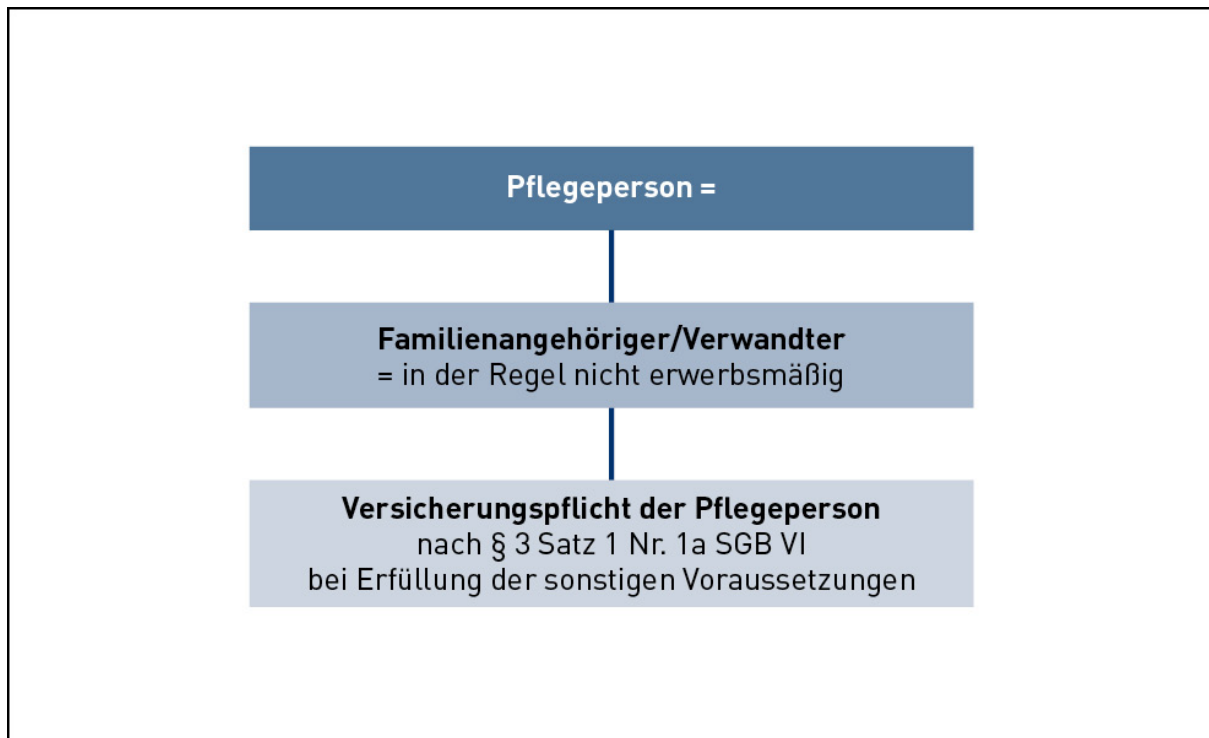 Pflegeperson =
Familienangehöriger/Verwandter
= in der Regel nicht erwerbsmäßig
Versicherungspflicht der Pflegeperson
nach § 3 Satz 1 Nr. 1a SGB VI
bei Erfüllung der sonstigen Voraussetzungen